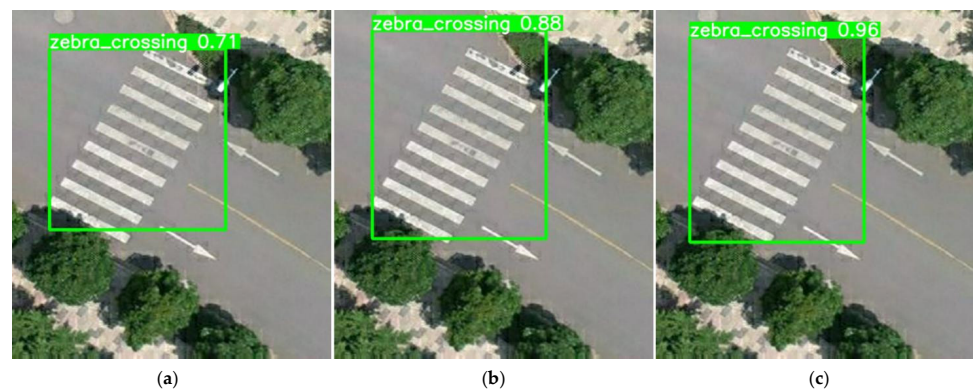 zebra_crossing 0.71
zebra_crossing 0.88
zebra_crossing 0.96
(a)
(b)
(c)